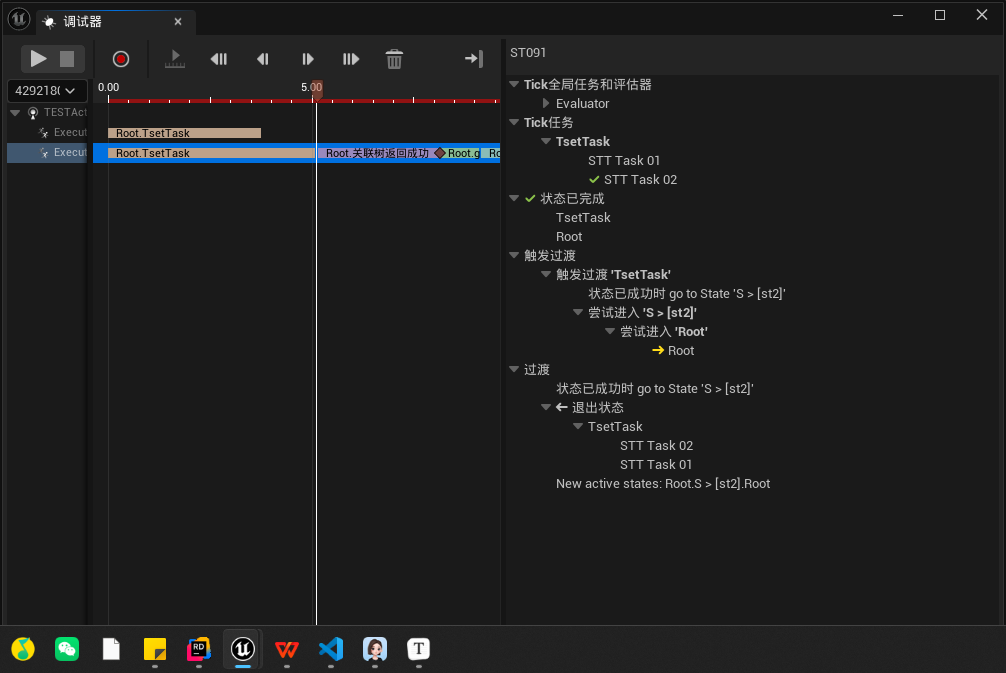 调试器
ST091
4292180
0.00
5.00
TESTAct
Execut
Root.TsetTask
Execut
Root.TsetTask
Root.关联树返回成功
Root.g
Ro
Tick全局任务和评估器
Evaluator
Tick任务
TsetTask
STT Task 01
STT Task 02
状态已完成
TsetTask
Root
触发过渡
触发过渡 'TsetTask'
状态已成功时 go to State 'S > [st2]'
尝试进入 'S > [st2]'
尝试进入 'Root'
Root
过渡
状态已成功时 go to State 'S > [st2]'
退出状态
TsetTask
STT Task 02
STT Task 01
New active states: Root.S > [st2].Root
RD
T